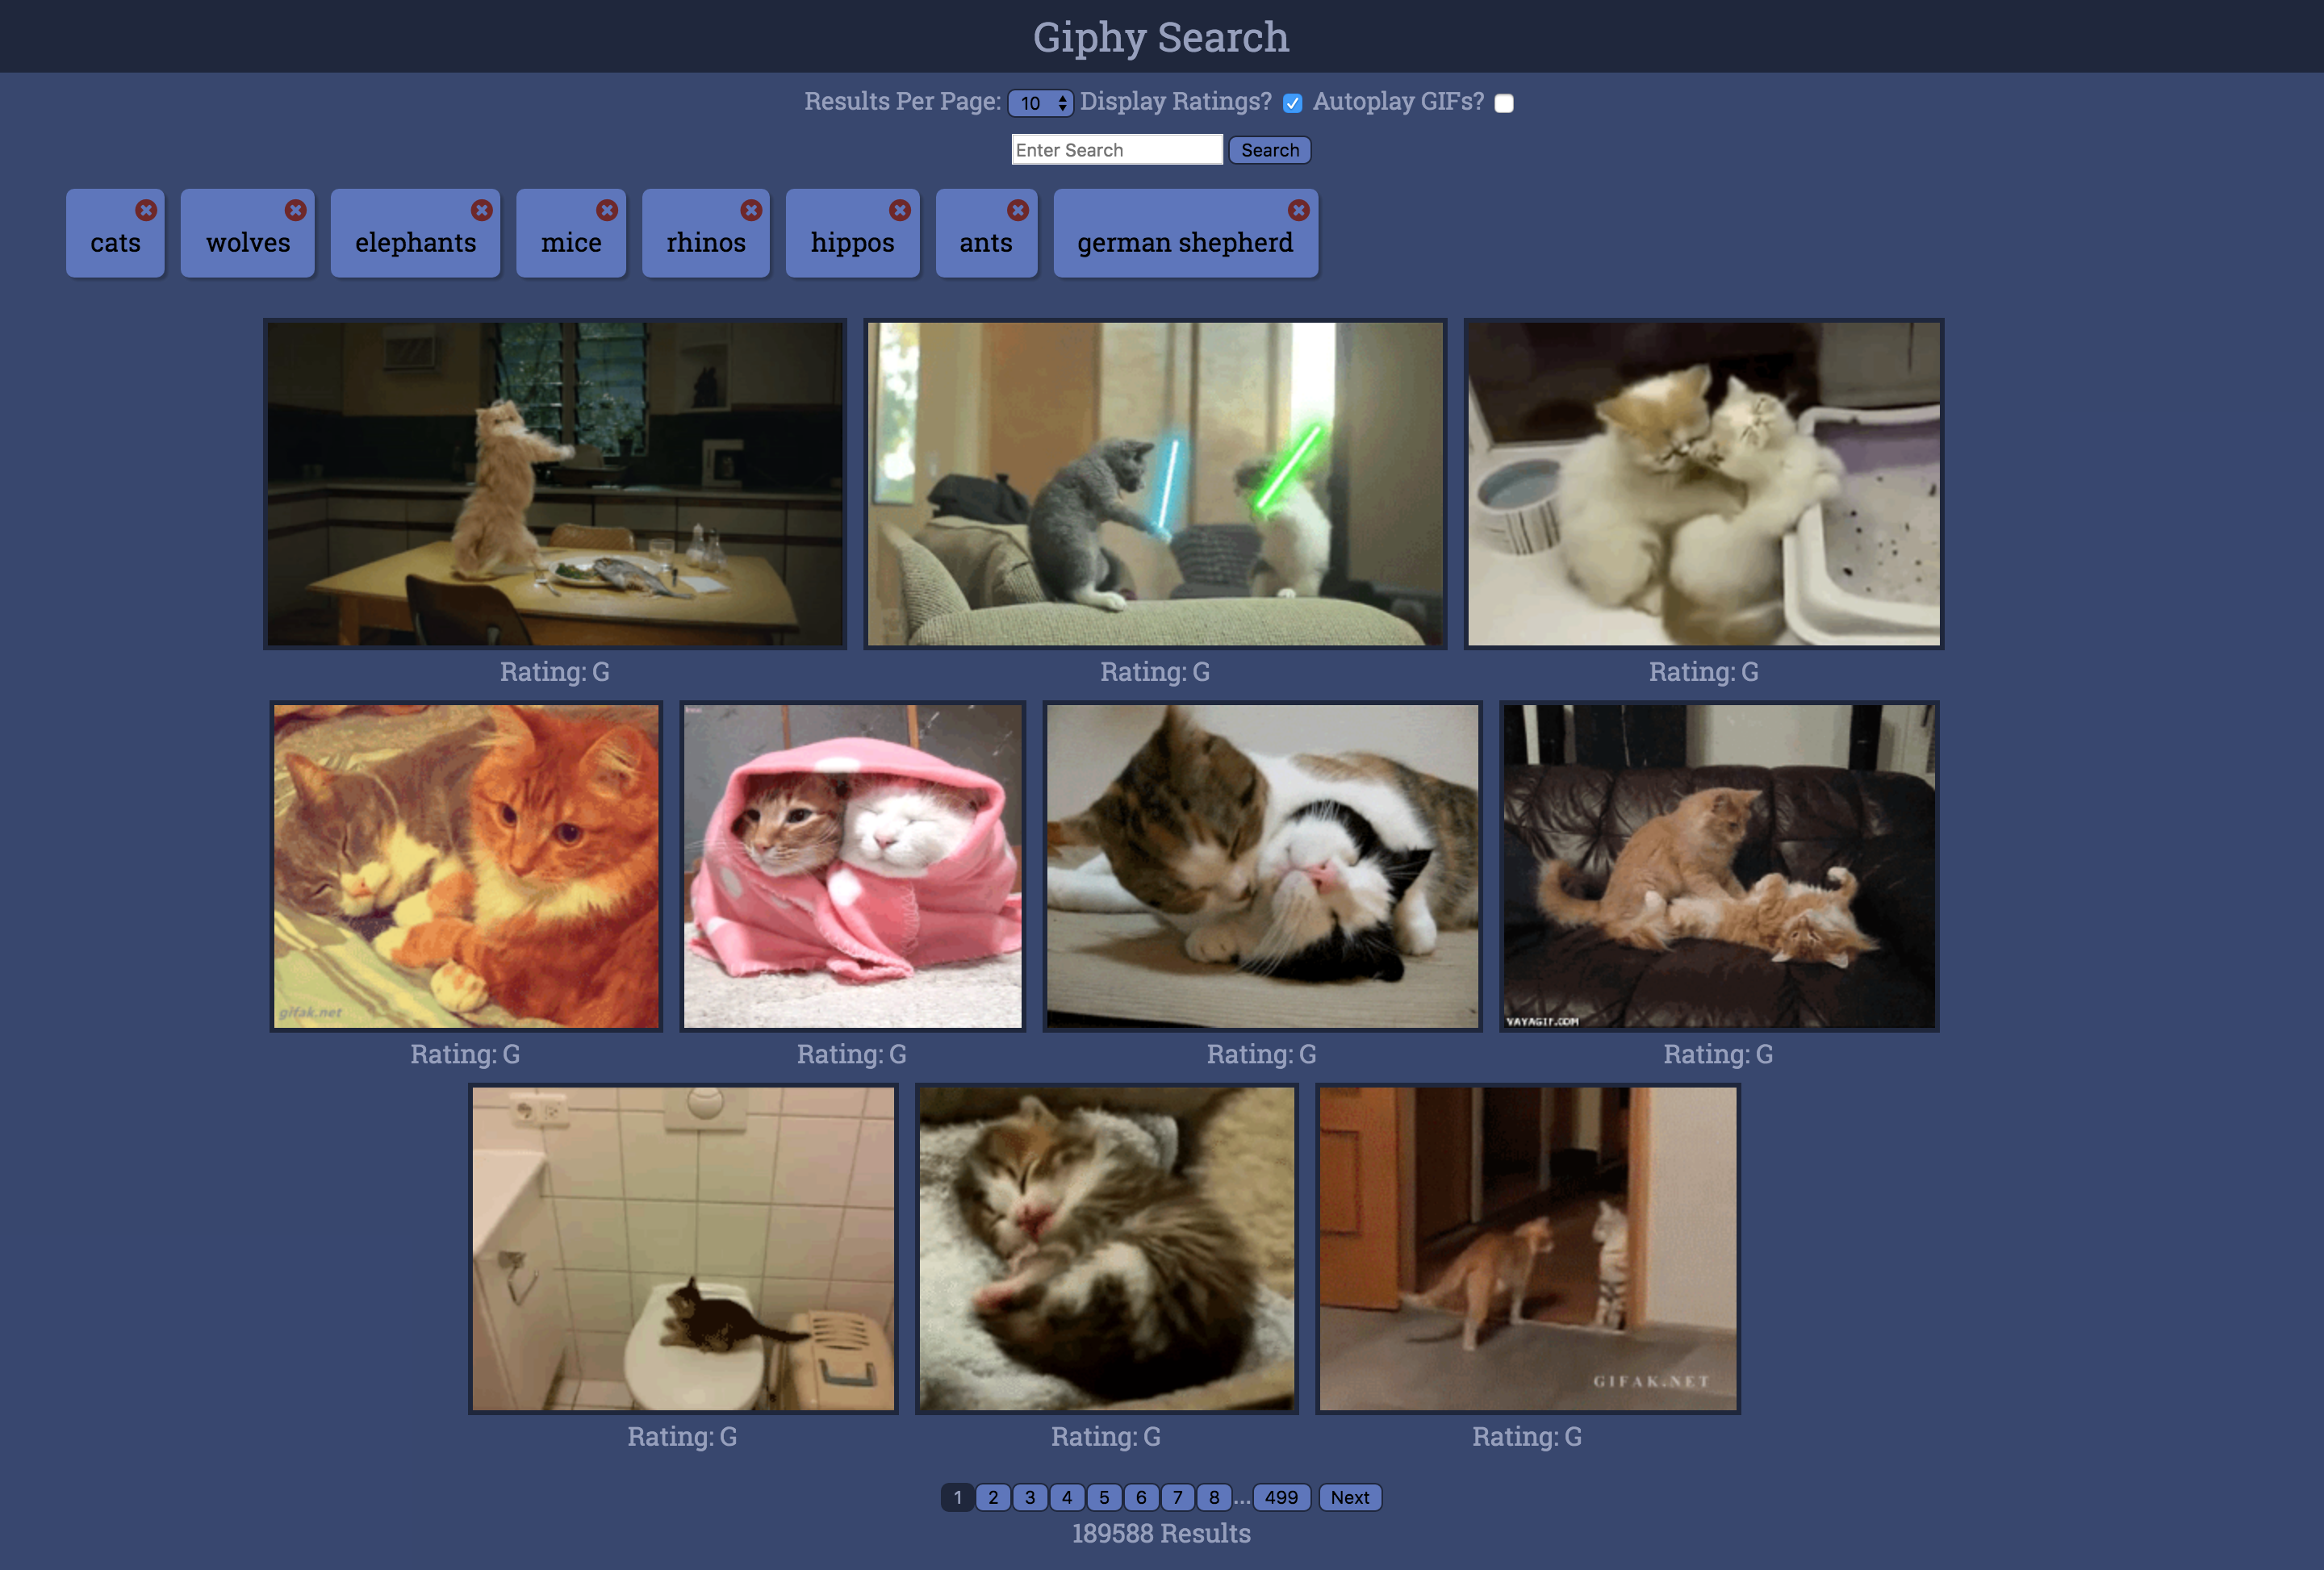 Giphy Search
Results Per Page: 10 Display Ratings? Autoplay GIFs?
Enter Search Search
cats wolves elephants mice rhinos hippos ants german shepherd
Rating: G Rating: G Rating: G
gifak.net
VAYAGIF.COM
Rating: G Rating: G Rating: G Rating: G
GIFAK.NET
Rating: G Rating: G Rating: G
1 2 3 4 5 6 7 8 ... 499 Next
189588 Results